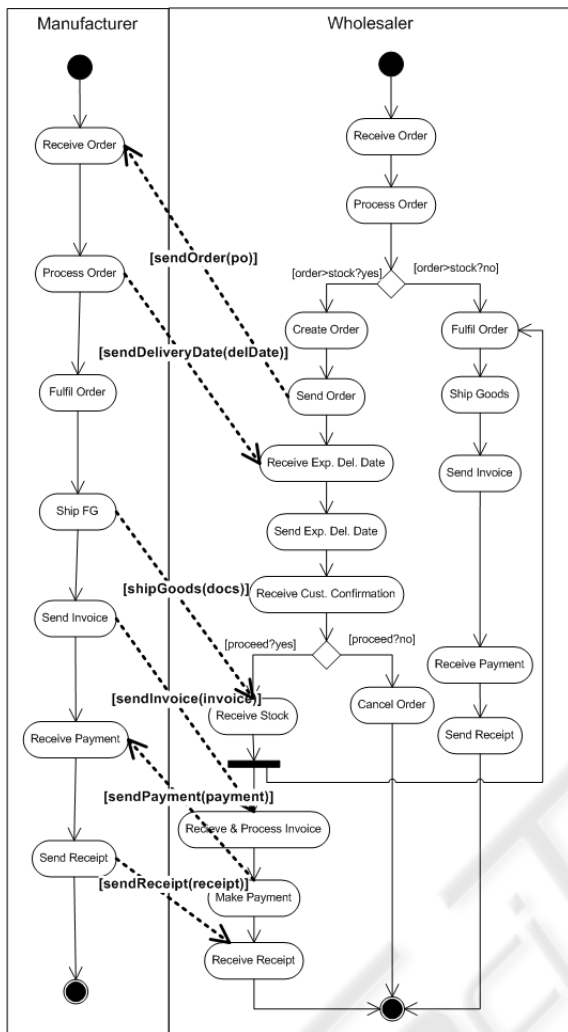 Manufacturer
Wholesaler
Receive Order
Receive Order
Process Order
[sendOrder(po)]
Process Order
[order>stock?yes]
[order>stock?no]
Create Order
Fulfil Order
[sendDeliveryDate(delDate)]
Fulfil Order
Send Order
Ship Goods
Receive Exp. Del. Date
Send Invoice
Ship FG
Send Exp. Del. Date
[shipGoods(docs)]
Receive Cust. Confirmation
Send Invoice
[proceed?yes]
[proceed?no]
Receive Payment
[sendInvoice(invoice)]
Receive Stock
Cancel Order
Receive Payment
Send Receipt
[sendPayment(payment)]
Recieve & Process Invoice
Send Receipt
[sendReceipt(receipt)]
Make Payment
Receive Receipt